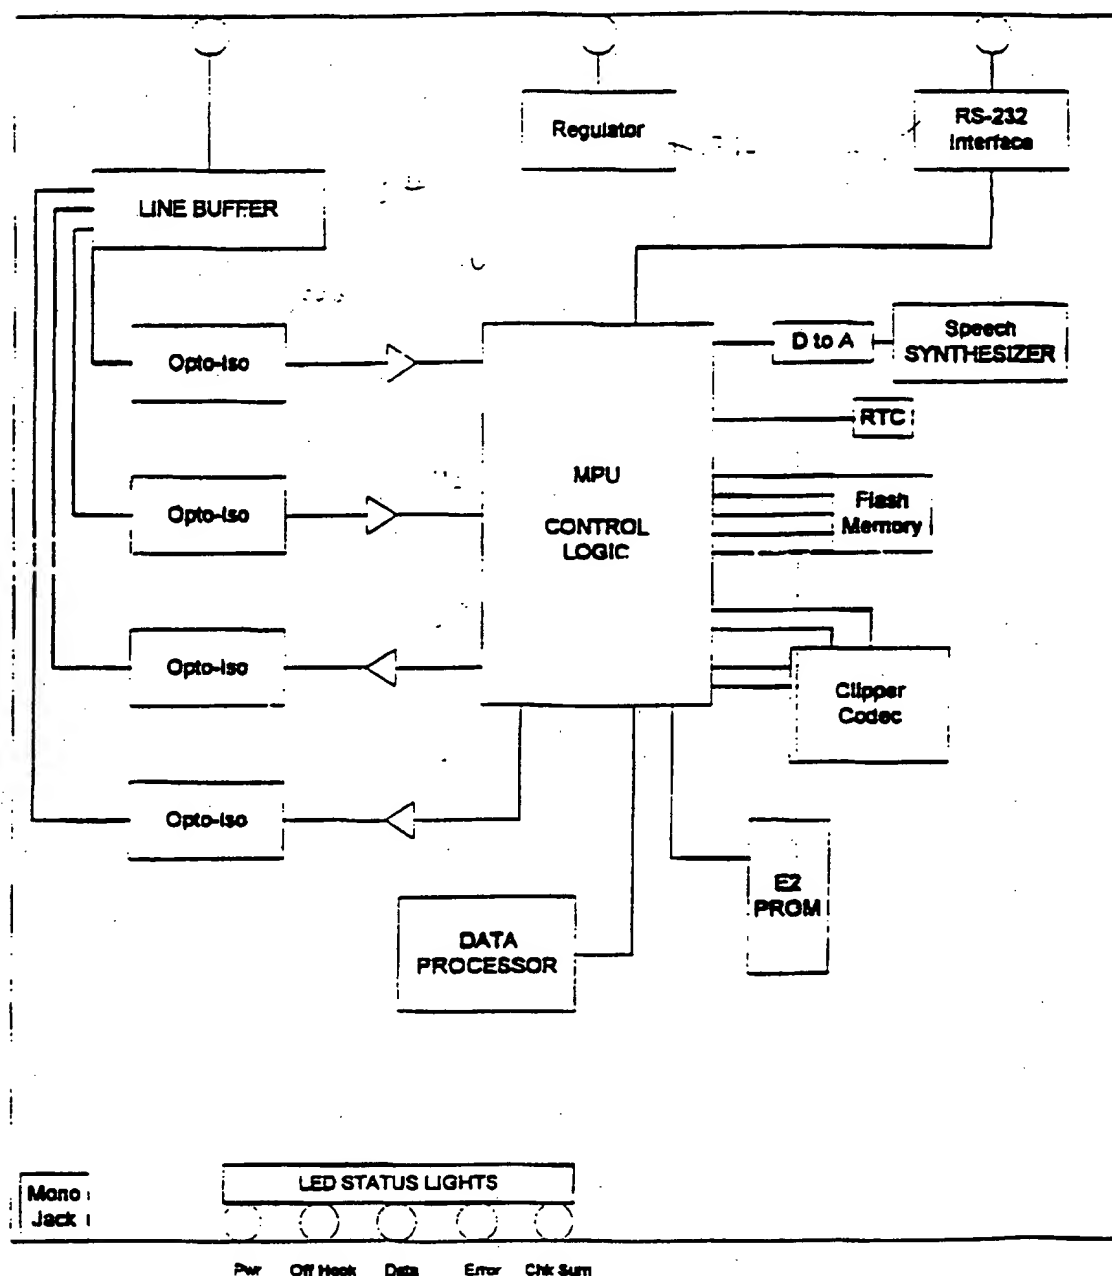 Regulator
RS-232
Interface
LINE BUFFER
Opto-Iso
D to A
Speech
SYNTHESIZER
RTC
Opto-Iso
MPU
CONTROL
LOGIC
Flash
Memory
Opto-Iso
Clipper
Codec
Opto-Iso
E2
PROM
DATA
PROCESSOR
Mono
Jack
LED STATUS LIGHTS
Pwr Off Hook Data Error Chk Sum